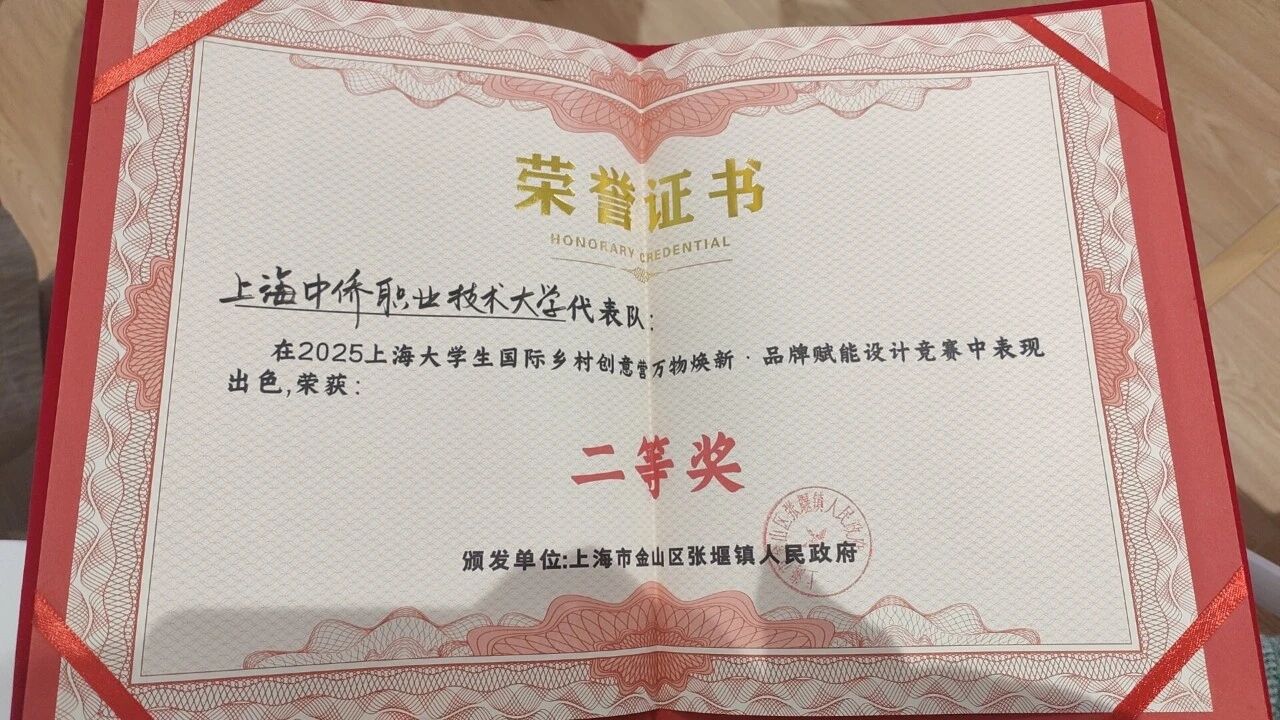 荣誉证书
HONORARY CREDENTIAL
上海中侨职业技术大学代表队:
在2025上海大学生国际乡村创意营万物焕新·品牌赋能设计竞赛中表现
出色,荣获:
二等奖
颁发单位:上海市金山区张堰镇人民政府